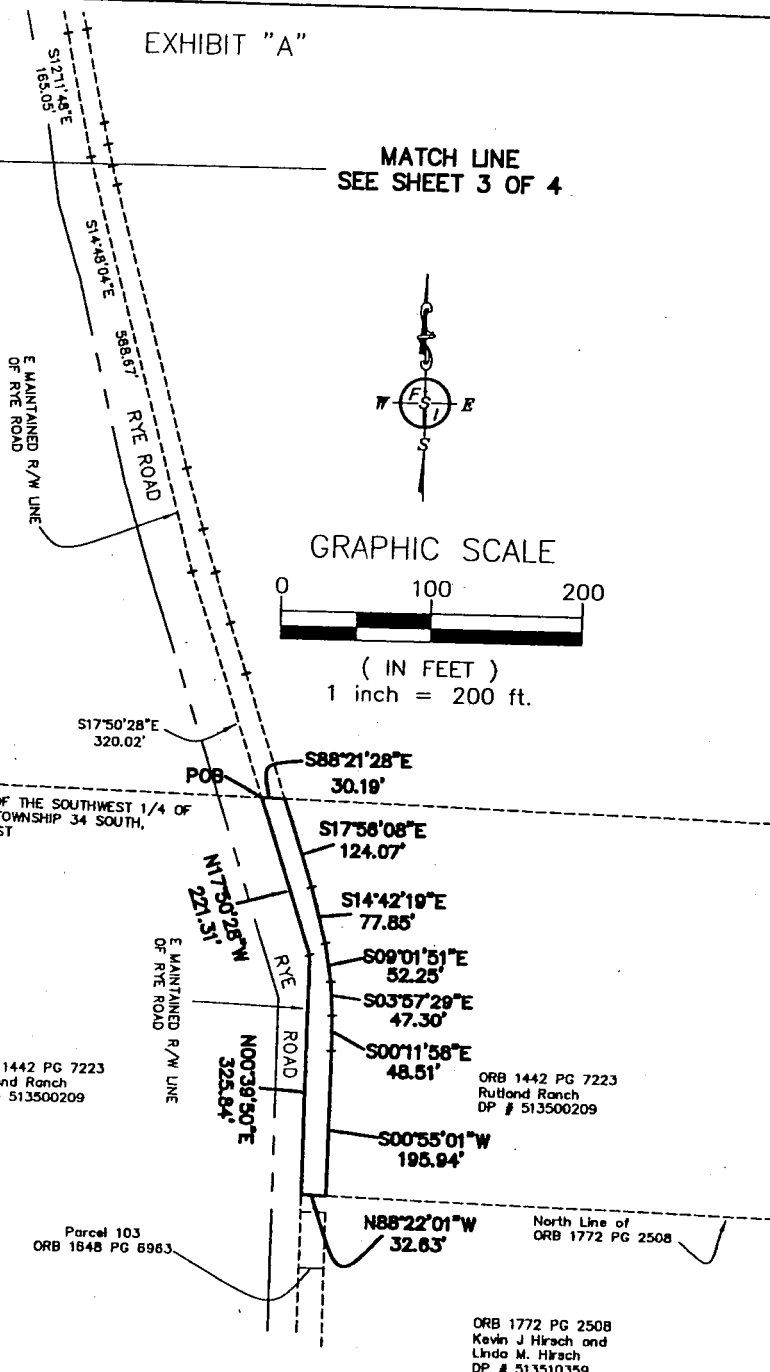 EXHIBIT "A"
S12°11'48"E
165.05'
MATCH LINE
SEE SHEET 3 OF 4
S14°48'04"E
588.67'
RYE ROAD
E MAINTAINED R/W LINE
OF RYE ROAD
W
E
F
S
I
S
GRAPHIC SCALE
0 100 200
( IN FEET )
1 inch = 200 ft.
S17°50'28"E
320.02'
POB
S88°21'28"E
30.19'
OF THE SOUTHWEST 1/4 OF
TOWNSHIP 34 SOUTH,
ST
S17°56'08"E
124.07'
N17°50'28"W
221.31'
S14°42'19"E
77.85'
E MAINTAINED R/W LINE
OF RYE ROAD
RYE
ROAD
S09°01'51"E
52.25'
S03°57'29"E
47.30'
N00°39'50"E
325.84'
S00°11'58"E
48.51'
1442 PG 7223
nd Ranch
513500209
ORB 1442 PG 7223
Rutland Ranch
DP # 513500209
S00°55'01"W
195.94'
N88°22'01"W
32.63'
North Line of
ORB 1772 PG 2508
Parcel 103
ORB 1648 PG 6963
ORB 1772 PG 2508
Kevin J Hirsch and
Linda M. Hirsch
DP # 513510359